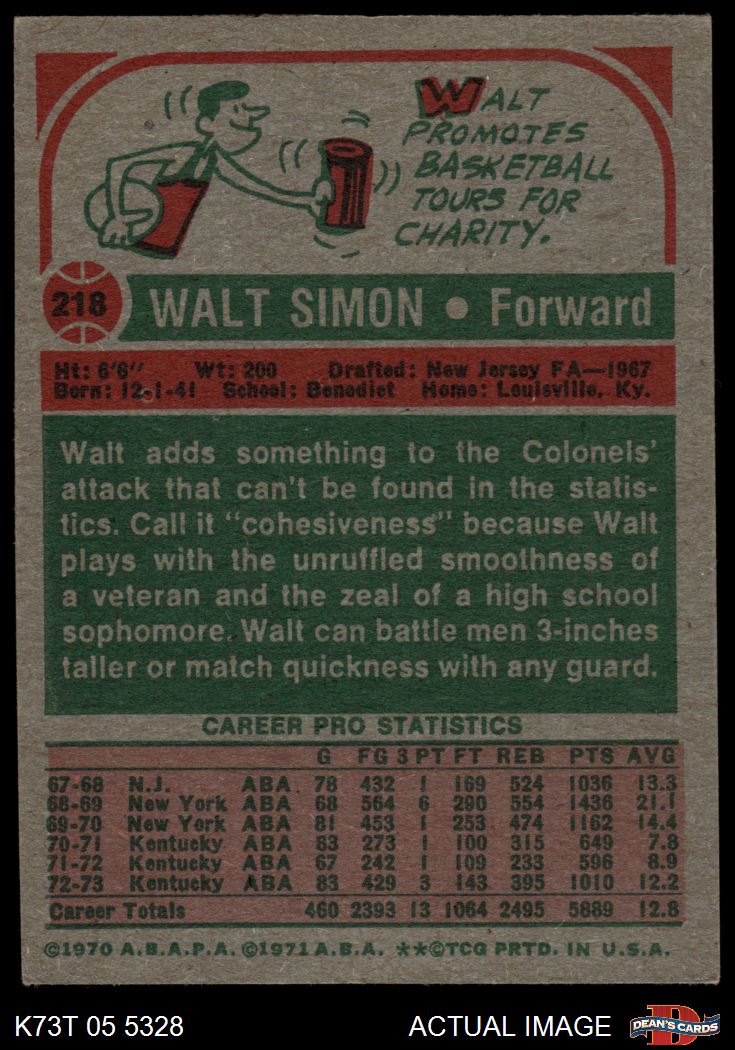 WALT
PROMOTES
BASKETBALL
TOURS FOR
CHARITY.
218
WALT SIMON • Forward
Ht: 6'6" Wt: 200 Drafted: New Jersey FA—1967
Born: 12-1-41 School: Benedict Home: Louisville, Ky.
Walt adds something to the Colonels'
attack that can't be found in the statis-
tics. Call it "cohesiveness" because Walt
plays with the unruffled smoothness of
a veteran and the zeal of a high school
sophomore. Walt can battle men 3-inches
taller or match quickness with any guard.
CAREER PRO STATISTICS
G FG 3 PT FT REB PTS AVG
67-68 N.J. ABA 78 432 1 169 524 1036 13.3
68-69 New York ABA 68 564 6 290 554 1436 21.1
69-70 New York ABA 81 453 1 253 474 1162 14.4
70-71 Kentucky ABA 83 273 1 100 315 649 7.8
71-72 Kentucky ABA 67 242 1 109 233 596 8.9
72-73 Kentucky ABA 83 429 3 143 395 1010 12.2
Career Totals 460 2393 13 1064 2495 5889 12.8
©1970 A.B.A.P.A. ©1971 A.B.A. **©TCG PRTD. IN U.S.A.
K73T 05 5328 ACTUAL IMAGE DEAN'S CARDS